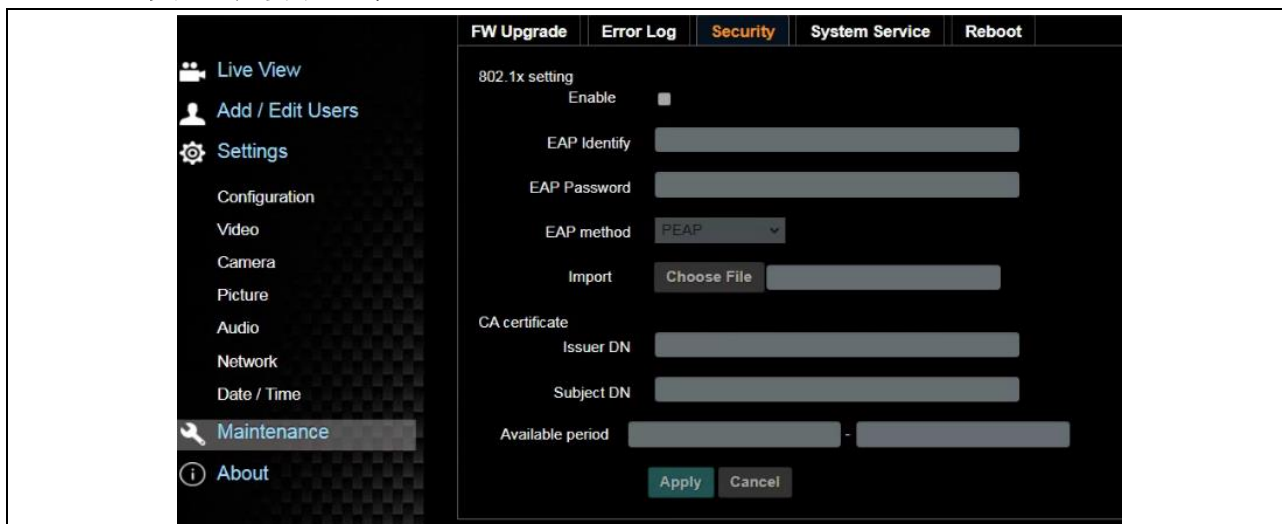 FW Upgrade Error Log Security System Service Reboot
Live View
Add / Edit Users
Settings
Configuration
Video
Camera
Picture
Audio
Network
Date / Time
Maintenance
About
802.1x setting
Enable
EAP Identify
EAP Password
EAP method PEAP
Import Choose File
CA certificate
Issuer DN
Subject DN
Available period -
Apply Cancel